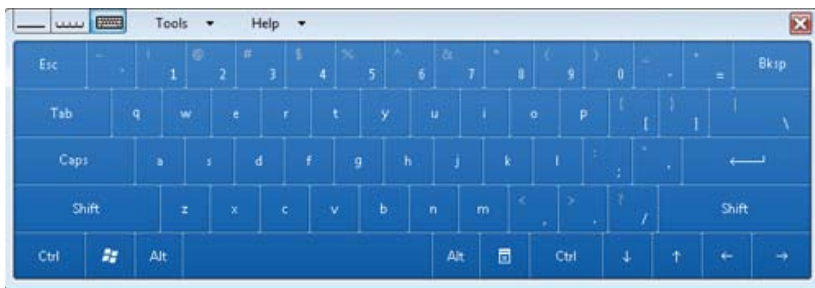 Tools Help
Esc ~ ` ! 1 @ 2 # 3 $ 4 % 5 ^ 6 & 7 * 8 ( 9 ) 0 _ - + = Bksp
Tab q w e r t y u i o p { [ } ] | \
Caps a s d f g h j k l : ; " '
Shift z x c v b n m < , > . ? / Shift
Ctrl Alt Alt Ctrl ↓ ↑ ← →